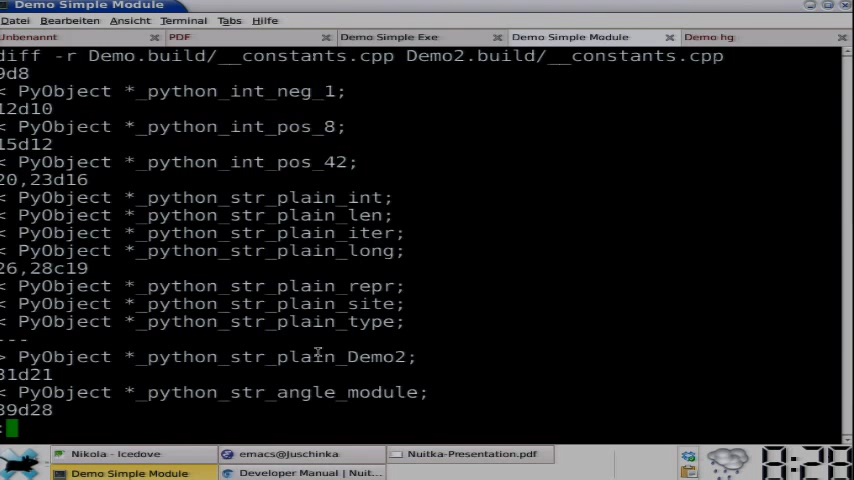 Demo Simple Module
Datei Bearbeiten Ansicht Terminal Tabs Hilfe
Unbenannt PDF Demo Simple Exe Demo Simple Module Demo hg
diff -r Demo.build/__constants.cpp Demo2.build/__constants.cpp
9d8
< PyObject *_python_int_neg_1;
12d10
< PyObject *_python_int_pos_8;
15d12
< PyObject *_python_int_pos_42;
20,23d16
< PyObject *_python_str_plain_int;
< PyObject *_python_str_plain_len;
< PyObject *_python_str_plain_iter;
< PyObject *_python_str_plain_long;
26,28c19
< PyObject *_python_str_plain_repr;
< PyObject *_python_str_plain_site;
< PyObject *_python_str_plain_type;
---
> PyObject *_python_str_plain_Demo2;
31d21
< PyObject *_python_str_angle_module;
39d28
:
Nikola - Icedove emacs@Juschinka Nuitka-Presentation.pdf
Demo Simple Module Developer Manual | Nuit...
8:28